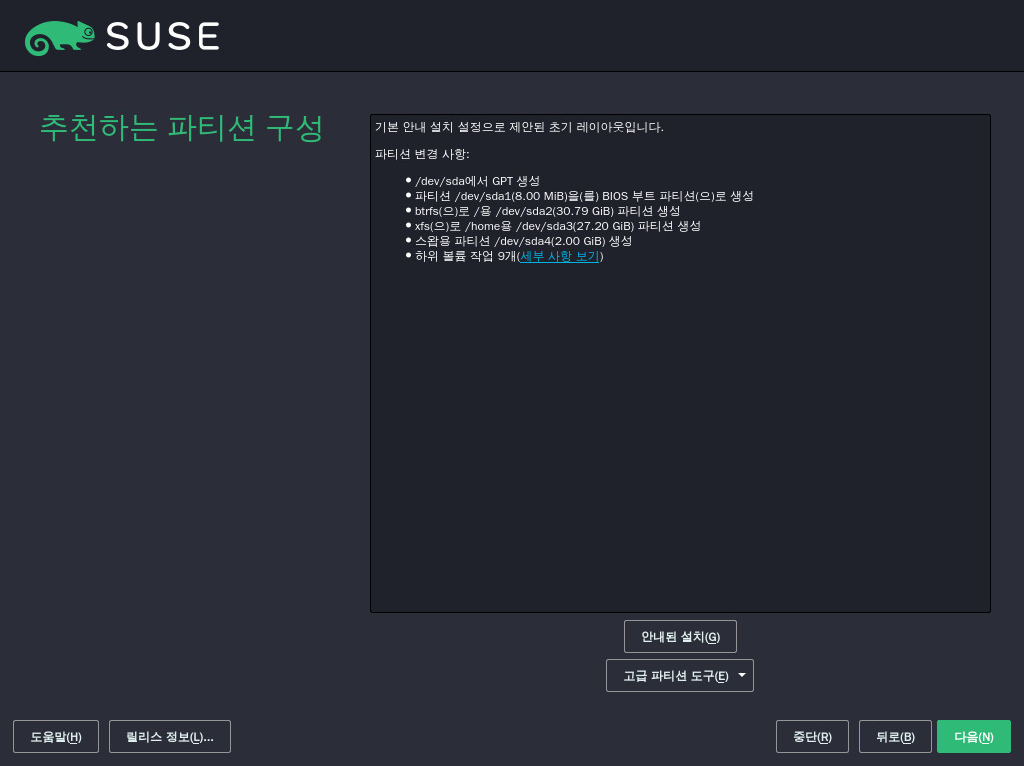 SUSE
추천하는 파티션 구성
기본 안내 설치 설정으로 제안된 초기 레이아웃입니다.
파티션 변경 사항:
• /dev/sda에서 GPT 생성
• 파티션 /dev/sda1(8.00 MiB)을(를) BIOS 부트 파티션(으)로 생성
• btrfs(으)로 /용 /dev/sda2(30.79 GiB) 파티션 생성
• xfs(으)로 /home용 /dev/sda3(27.20 GiB) 파티션 생성
• 스왑용 파티션 /dev/sda4(2.00 GiB) 생성
• 하위 볼륨 작업 9개(세부 사항 보기)
안내된 설치(G)
고급 파티션 도구(E)
도움말(H) 릴리스 정보(L)... 중단(R) 뒤로(B) 다음(N)